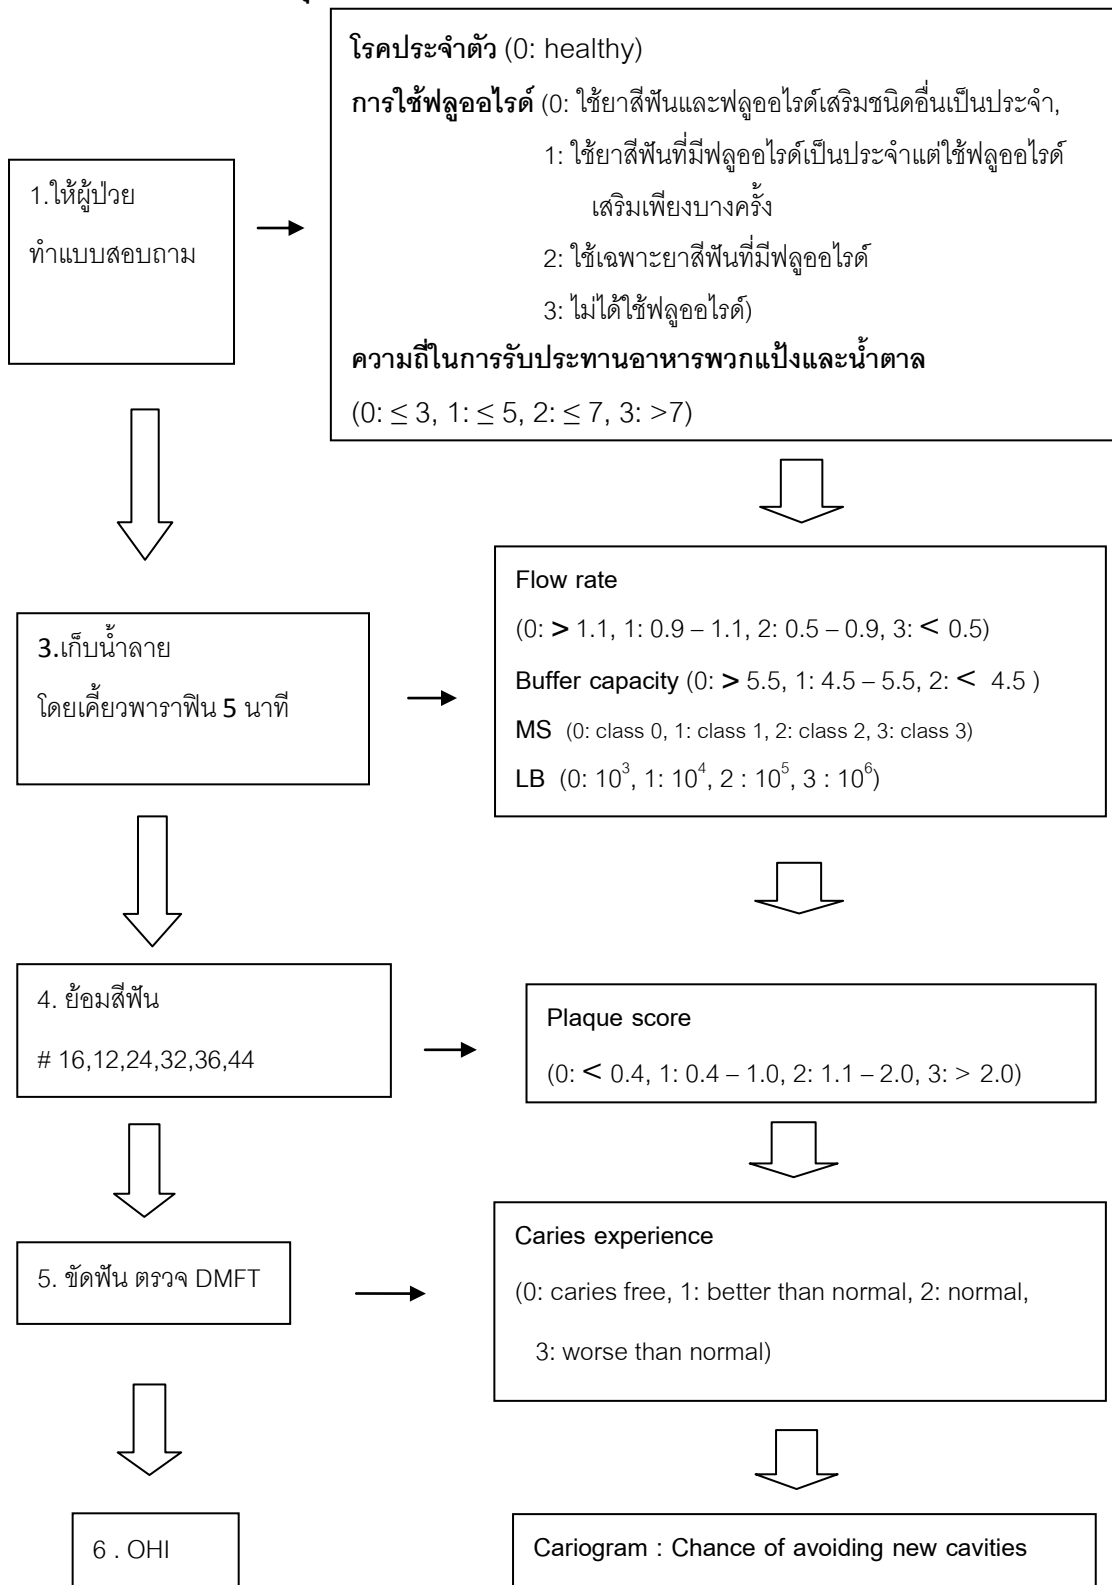 1.ให้ผู้ป่วย
ทำแบบสอบถาม
โรคประจำตัว (0: healthy)
การใช้ฟลูออไรด์ (0: ใช้ยาสีฟันและฟลูออไรด์เสริมชนิดอื่นเป็นประจำ,
1: ใช้ยาสีฟันที่มีฟลูออไรด์เป็นประจำแต่ใช้ฟลูออไรด์
เสริมเพียงบางครั้ง
2: ใช้เฉพาะยาสีฟันที่มีฟลูออไรด์
3: ไม่ได้ใช้ฟลูออไรด์)
ความถี่ในการรับประทานอาหารพวกแป้งและน้ำตาล
(0: ≤ 3, 1: ≤ 5, 2: ≤ 7, 3: >7)
3.เก็บน้ำลาย
โดยเคี้ยวพาราฟิน 5 นาที
Flow rate
(0: > 1.1, 1: 0.9 – 1.1, 2: 0.5 – 0.9, 3: < 0.5)
Buffer capacity (0: > 5.5, 1: 4.5 – 5.5, 2: < 4.5 )
MS (0: class 0, 1: class 1, 2: class 2, 3: class 3)
LB (0: 10³, 1: 10⁴, 2 : 10⁵, 3 : 10⁶)
4. ย้อมสีฟัน
# 16,12,24,32,36,44
Plaque score
(0: < 0.4, 1: 0.4 – 1.0, 2: 1.1 – 2.0, 3: > 2.0)
5. ขัดฟัน ตรวจ DMFT
Caries experience
(0: caries free, 1: better than normal, 2: normal,
3: worse than normal)
6 . OHI
Cariogram : Chance of avoiding new cavities